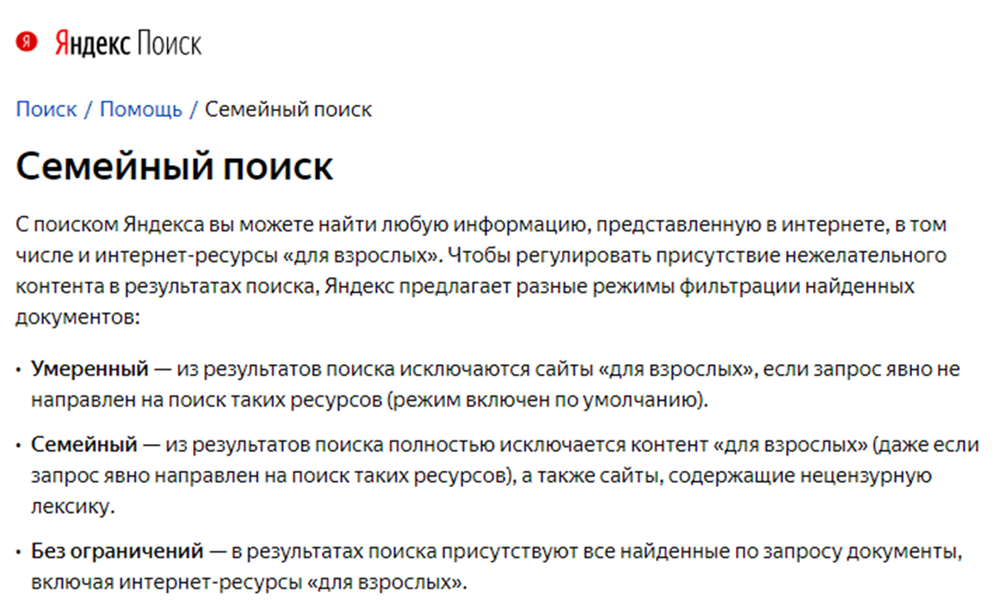 Я Яндекс Поиск
Поиск / Помощь / Семейный поиск
Семейный поиск
С поиском Яндекса вы можете найти любую информацию, представленную в интернете, в том
числе и интернет-ресурсы «для взрослых». Чтобы регулировать присутствие нежелательного
контента в результатах поиска, Яндекс предлагает разные режимы фильтрации найденных
документов:
• Умеренный — из результатов поиска исключаются сайты «для взрослых», если запрос явно не
направлен на поиск таких ресурсов (режим включен по умолчанию).
• Семейный — из результатов поиска полностью исключается контент «для взрослых» (даже если
запрос явно направлен на поиск таких ресурсов), а также сайты, содержащие нецензурную
лексику.
• Без ограничений — в результатах поиска присутствуют все найденные по запросу документы,
включая интернет-ресурсы «для взрослых».